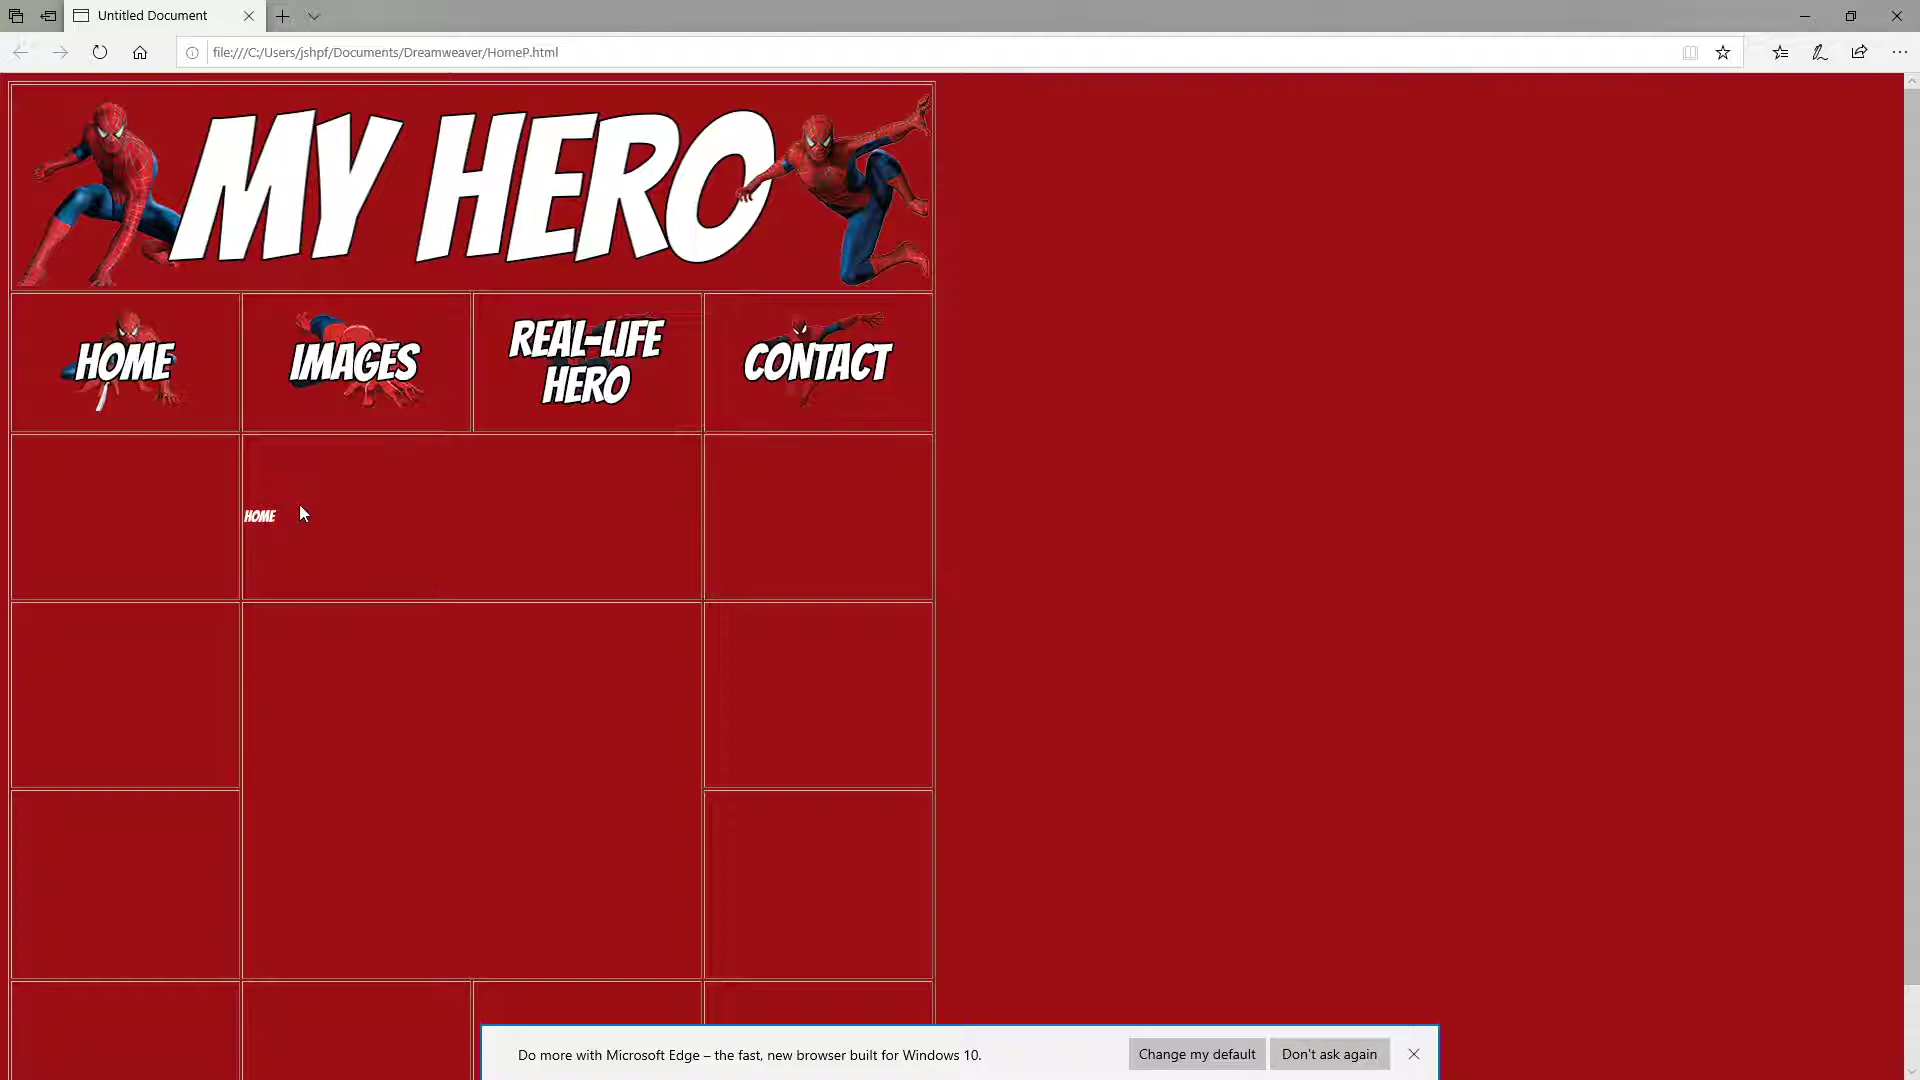 Untitled Document
file:///C:/Users/jshpf/Documents/Dreamweaver/HomeP.html
MY HERO
HOME
IMAGES
REAL-LIFE
HERO
CONTACT
HOME
Do more with Microsoft Edge – the fast, new browser built for Windows 10.
Change my default
Don't ask again